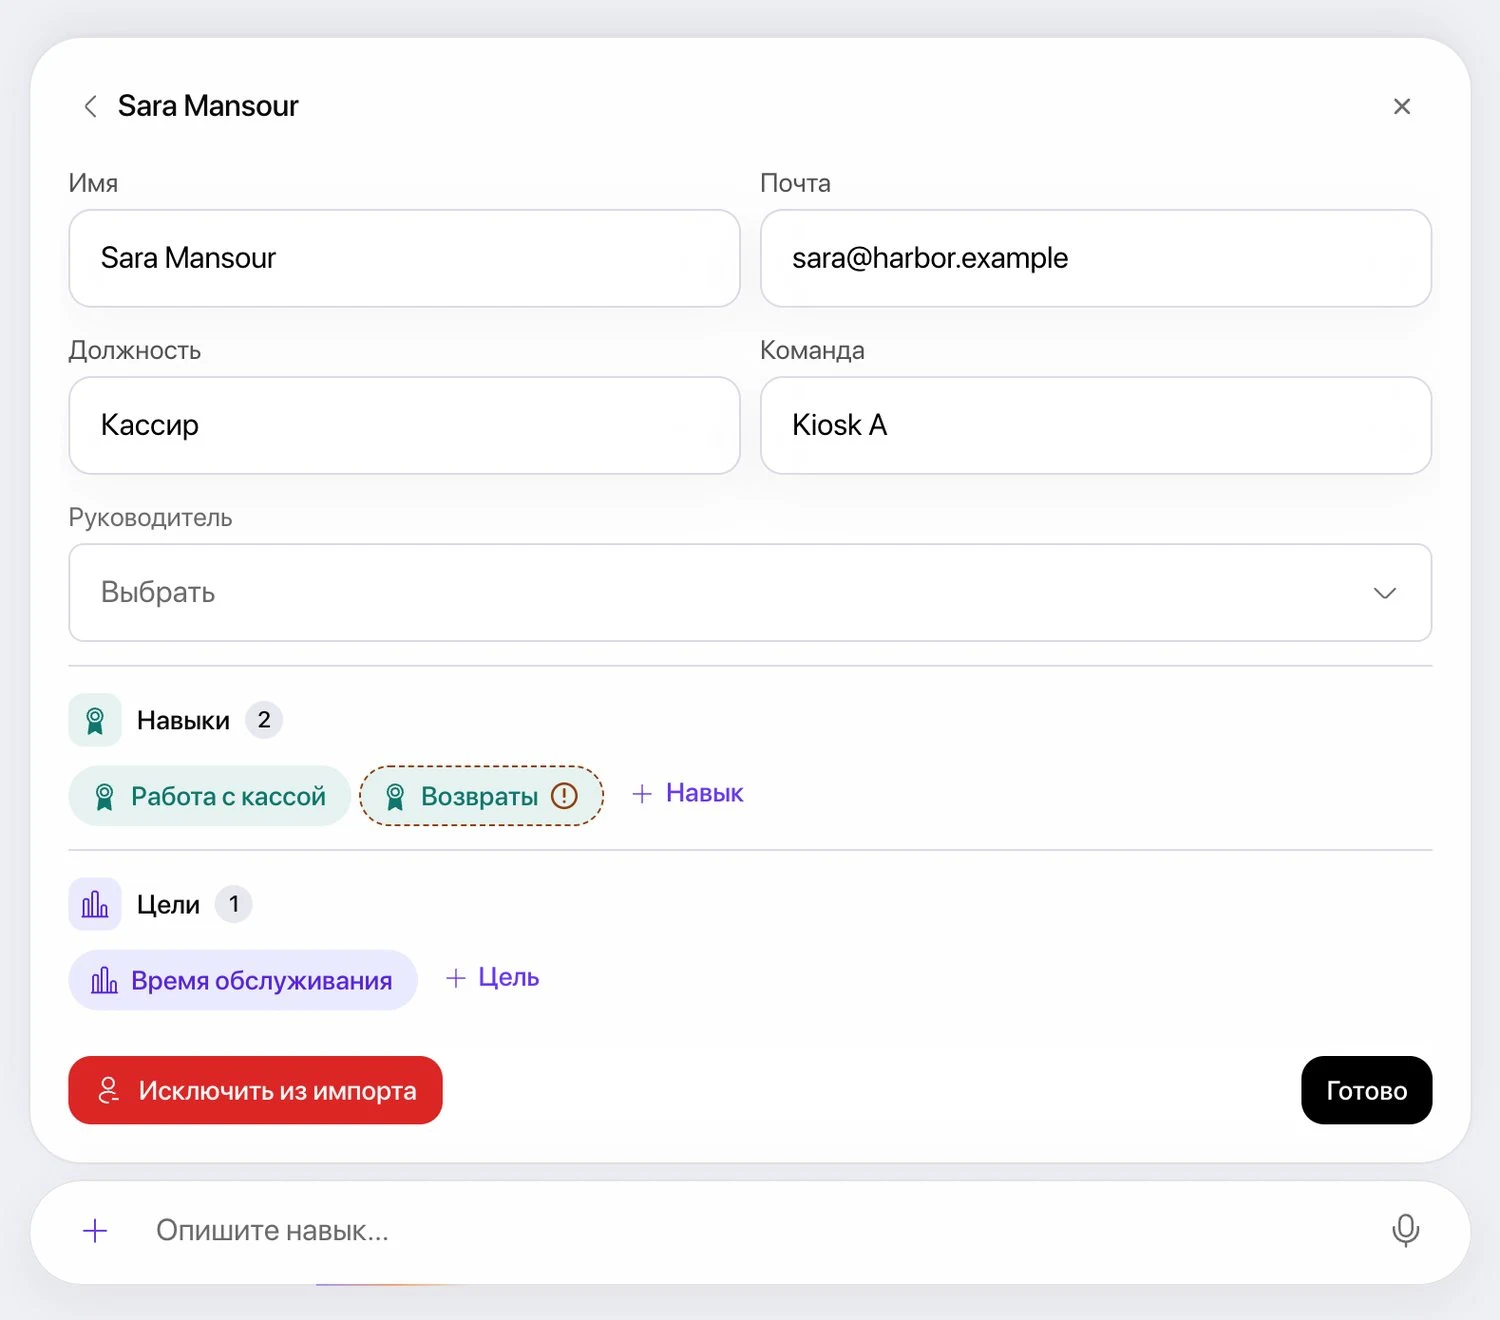 Sara Mansour
Имя
Почта
Sara Mansour
sara@harbor.example
Должность
Команда
Кассир
Kiosk A
Руководитель
Выбрать
Навыки 2
Работа с кассой
Возвраты
+ Навык
Цели 1
Время обслуживания
+ Цель
Исключить из импорта
Готово
Опишите навык...